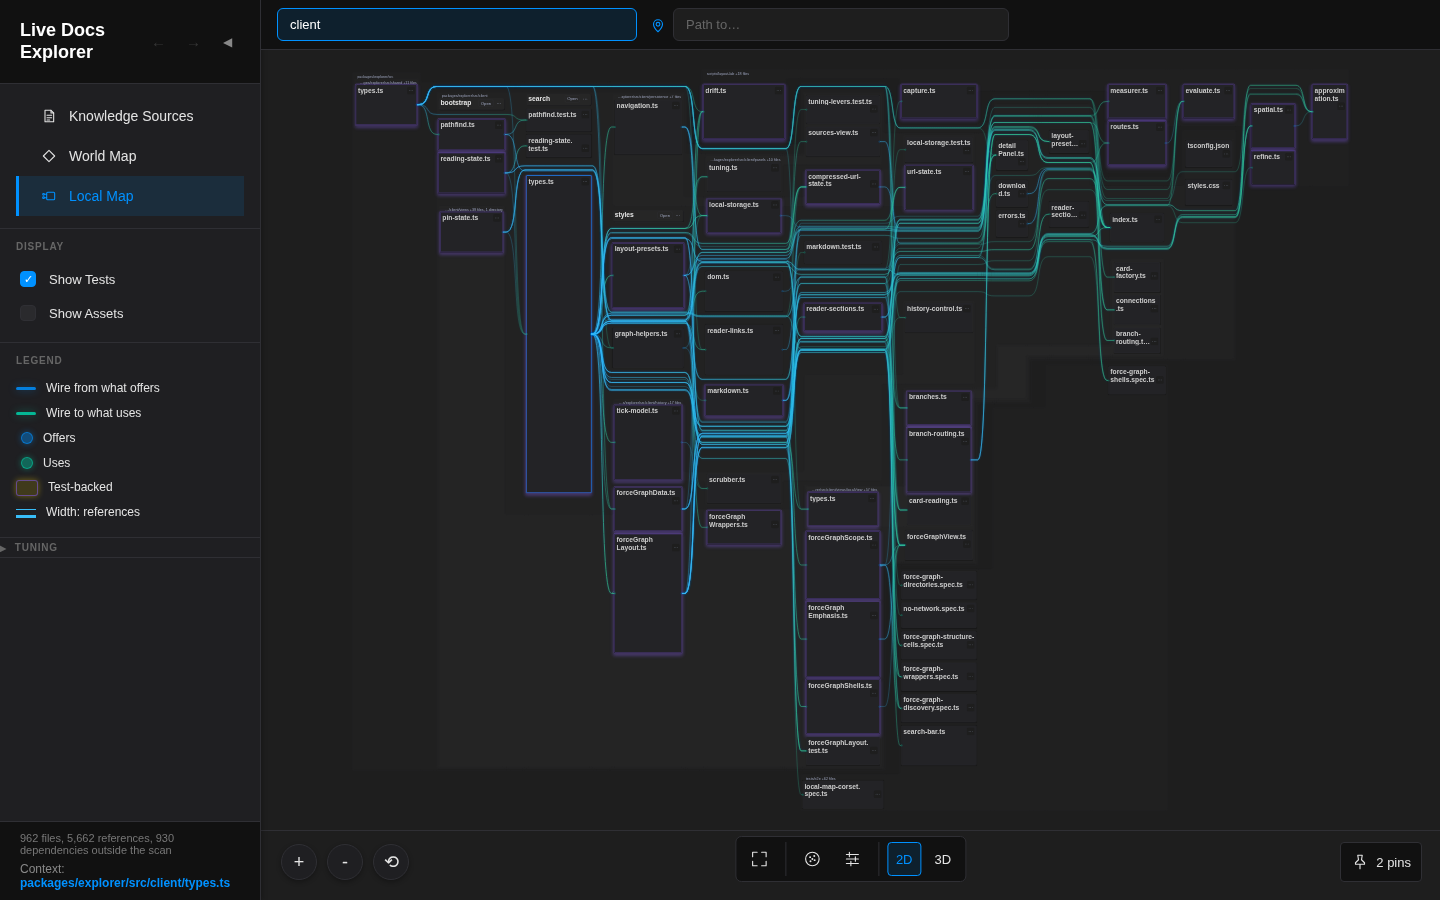 Live Docs
Explorer
← → ◀
Knowledge Sources
World Map
Local Map
DISPLAY
Show Tests
Show Assets
LEGEND
Wire from what offers
Wire to what uses
Offers
Uses
Test-backed
Width: references
TUNING
962 files, 5,662 references, 930
dependencies outside the scan
Context:
packages/explorer/src/client/types.ts
client
Path to…
types.ts
bootstrap Open
pathfind.ts
reading-state.ts
pin-state.ts
search Open
pathfind.test.ts
reading-state.
test.ts
types.ts
navigation.ts
styles Open
layout-presets.ts
graph-helpers.ts
tick-model.ts
forceGraphData.ts
forceGraph
Layout.ts
drift.ts
tuning.ts
local-storage.ts
dom.ts
reader-links.ts
markdown.ts
scrubber.ts
forceGraph
Wrappers.ts
tuning-levers.test.ts
sources-view.ts
compressed-url-
state.ts
markdown.test.ts
reader-sections.ts
types.ts
forceGraphScope.ts
forceGraph
Emphasis.ts
forceGraphShells.ts
forceGraphLayout.
test.ts
local-map-corset.
spec.ts
capture.ts
local-storage.test.ts
url-state.ts
history-control.ts
branches.ts
branch-routing.ts
card-reading.ts
forceGraphView.ts
force-graph-
directories.spec.ts
no-network.spec.ts
force-graph-structure-
cells.spec.ts
force-graph-
wrappers.spec.ts
force-graph-
discovery.spec.ts
search-bar.ts
detail
Panel.ts
downloa
d.ts
errors.ts
layout-
preset…
reader-
sectio…
measurer.ts
routes.ts
index.ts
card-
factory.ts
connections
.ts
branch-
routing.t…
force-graph-
shells.spec.ts
evaluate.ts
tsconfig.json
styles.css
spatial.ts
refine.ts
approxim
ation.ts
+ - ⟲
2D 3D
2 pins